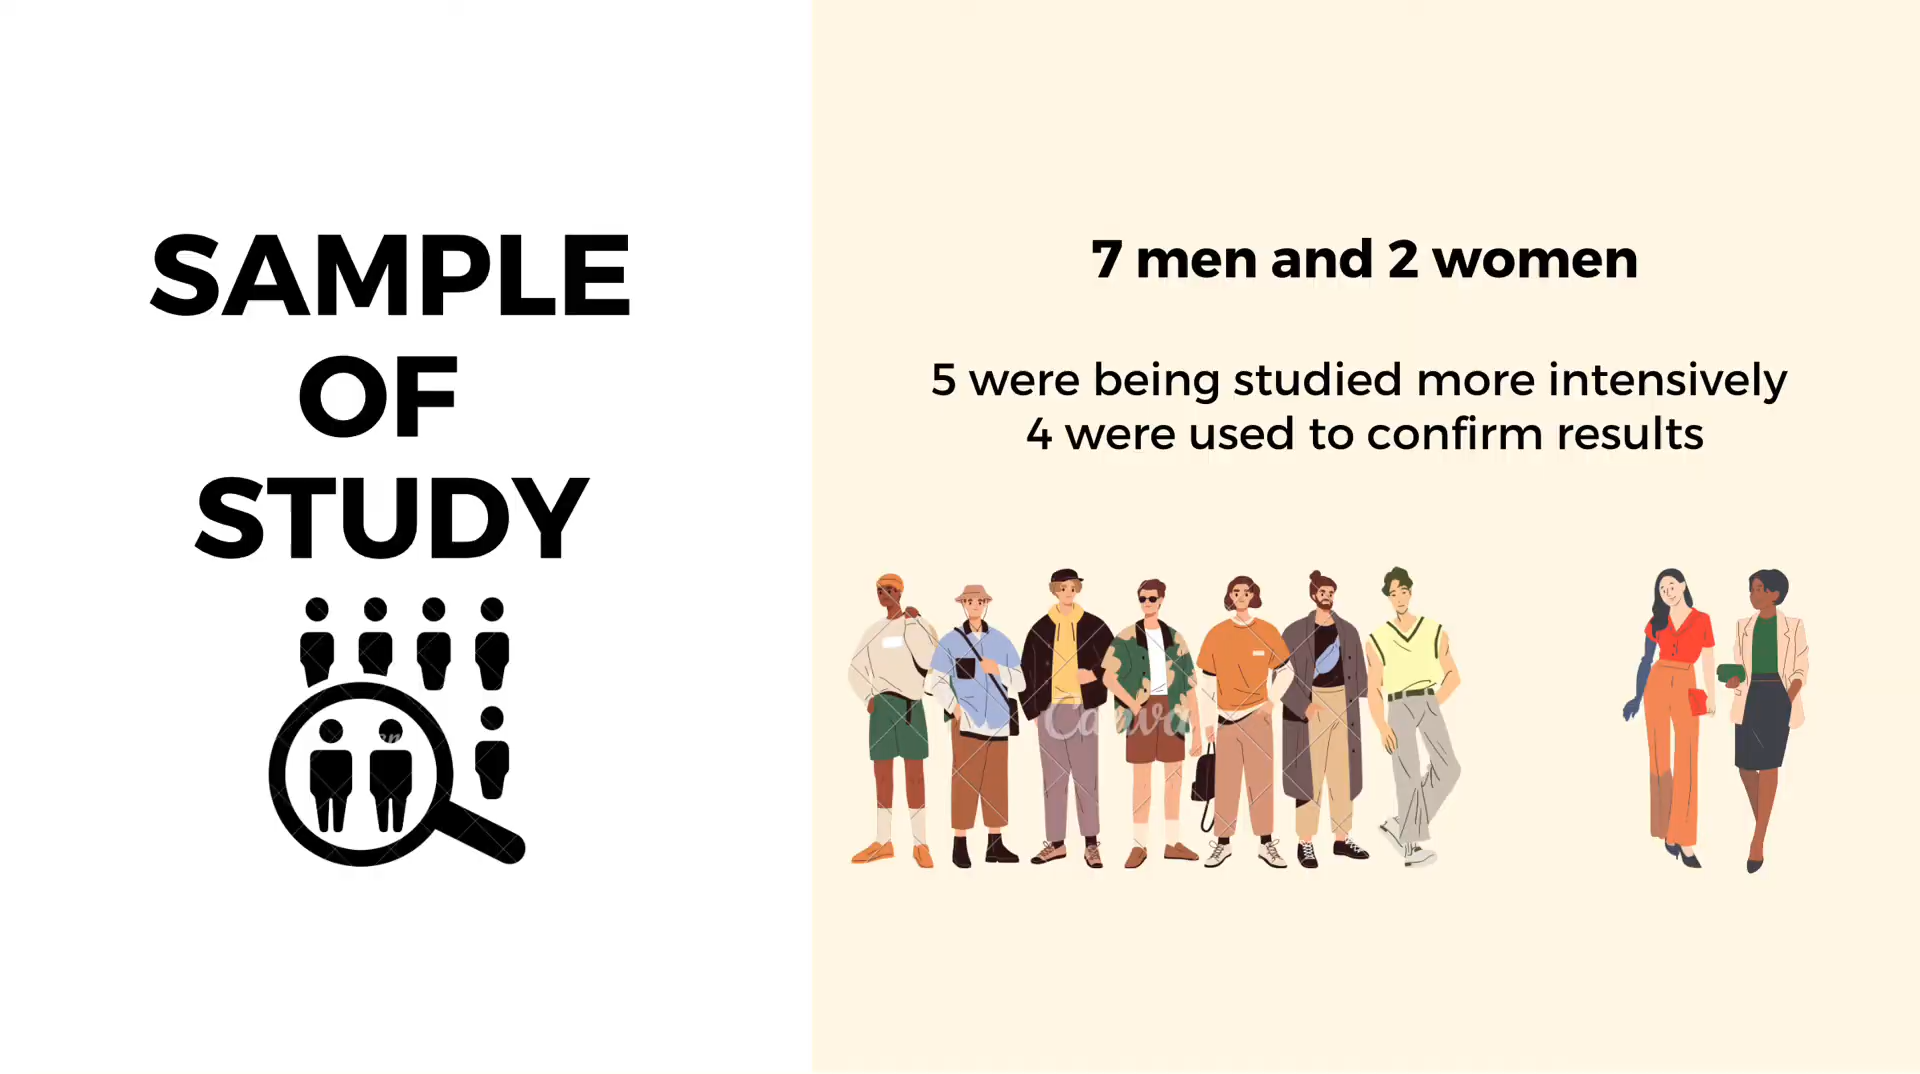 SAMPLE
OF
STUDY
7 men and 2 women
5 were being studied more intensively
4 were used to confirm results
Canva